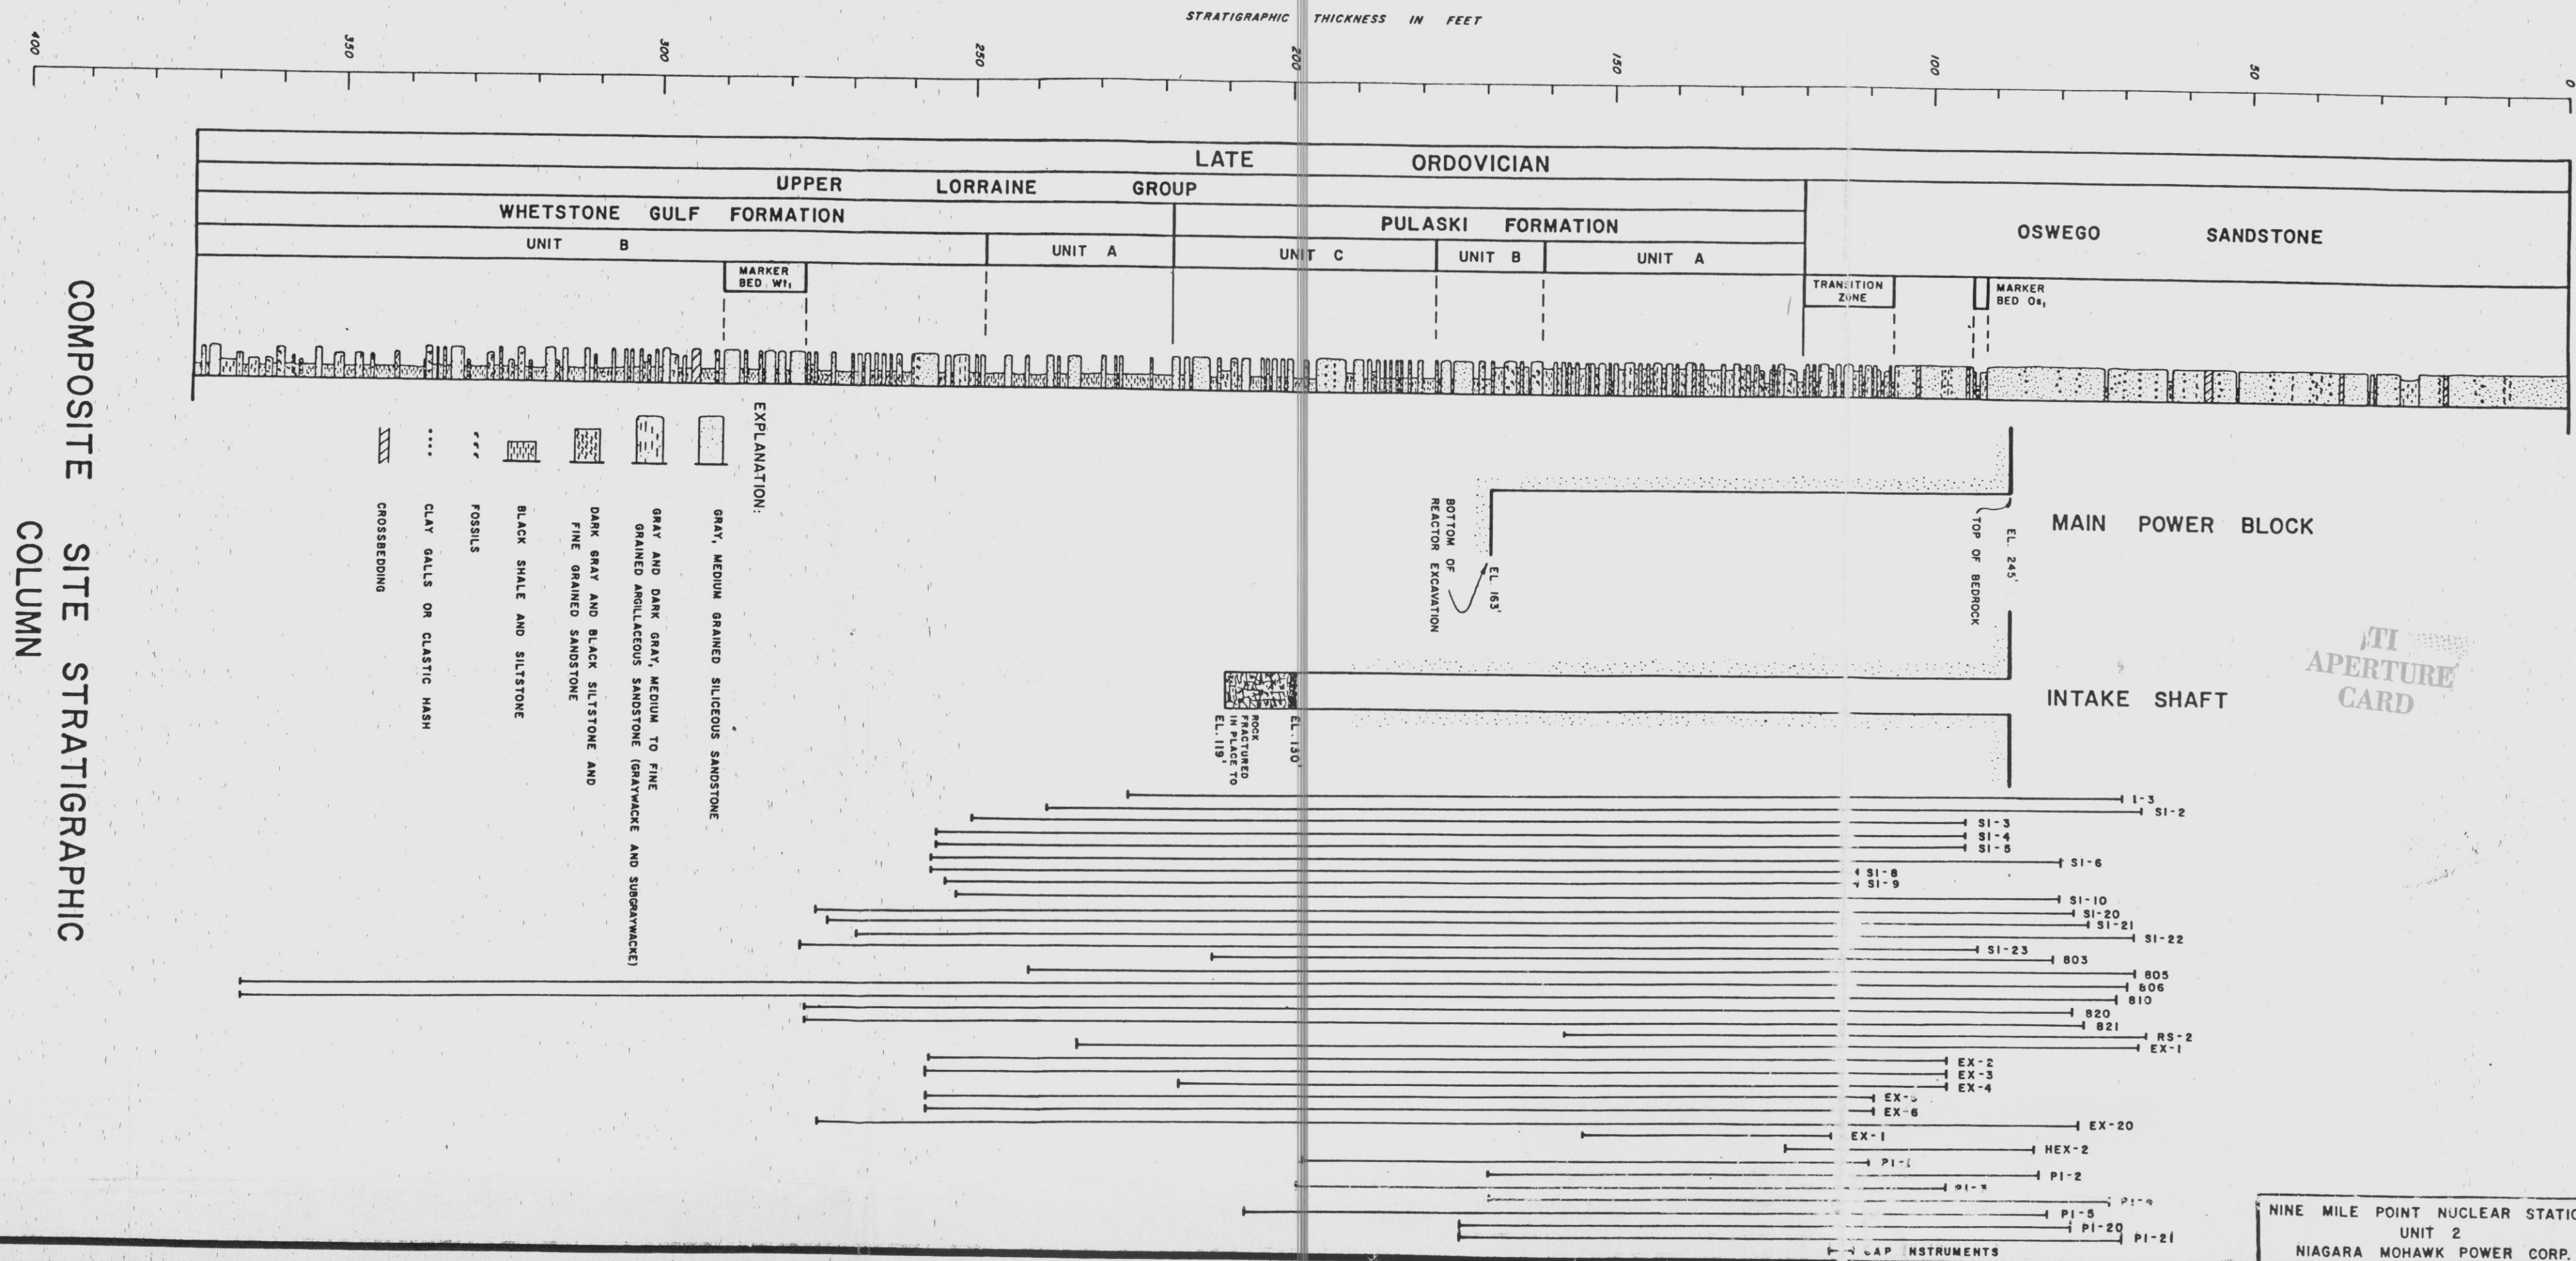 STRATIGRAPHIC THICKNESS IN FEET
400 350 300 250 200 150 100 50 0
LATE ORDOVICIAN
UPPER LORRAINE GROUP
WHETSTONE GULF FORMATION
PULASKI FORMATION
OSWEGO SANDSTONE
UNIT B
UNIT A
UNIT C
UNIT B
UNIT A
MARKER
BED Wt₁
TRANSITION
ZONE
MARKER
BED Os₁
COMPOSITE SITE STRATIGRAPHIC
COLUMN
EXPLANATION:
GRAY, MEDIUM GRAINED SILICEOUS SANDSTONE
GRAY AND DARK GRAY, MEDIUM TO FINE
GRAINED ARGILLACEOUS SANDSTONE (GRAYWACKE AND SUBGRAYWACKE)
DARK GRAY AND BLACK SILTSTONE AND
FINE GRAINED SANDSTONE
BLACK SHALE AND SILTSTONE
FOSSILS
CLAY GALLS OR CLASTIC HASH
CROSSBEDDING
MAIN POWER BLOCK
EL. 245'
TOP OF BEDROCK
EL. 163'
BOTTOM OF
REACTOR EXCAVATION
INTAKE SHAFT
EL. 130'
ROCK
FRACTURED
IN PLACE TO
EL. 119'
TI
APERTURE
CARD
I-3
SI-2
SI-3
SI-4
SI-5
SI-6
SI-8
SI-9
SI-10
SI-20
SI-21
SI-22
SI-23
803
805
806
810
820
821
RS-2
EX-1
EX-2
EX-3
EX-4
EX-6
EX-20
EX-1
HEX-2
PI-2
PI-5
PI-20
PI-21
NINE MILE POINT NUCLEAR STATIO
UNIT 2
NIAGARA MOHAWK POWER CORP.